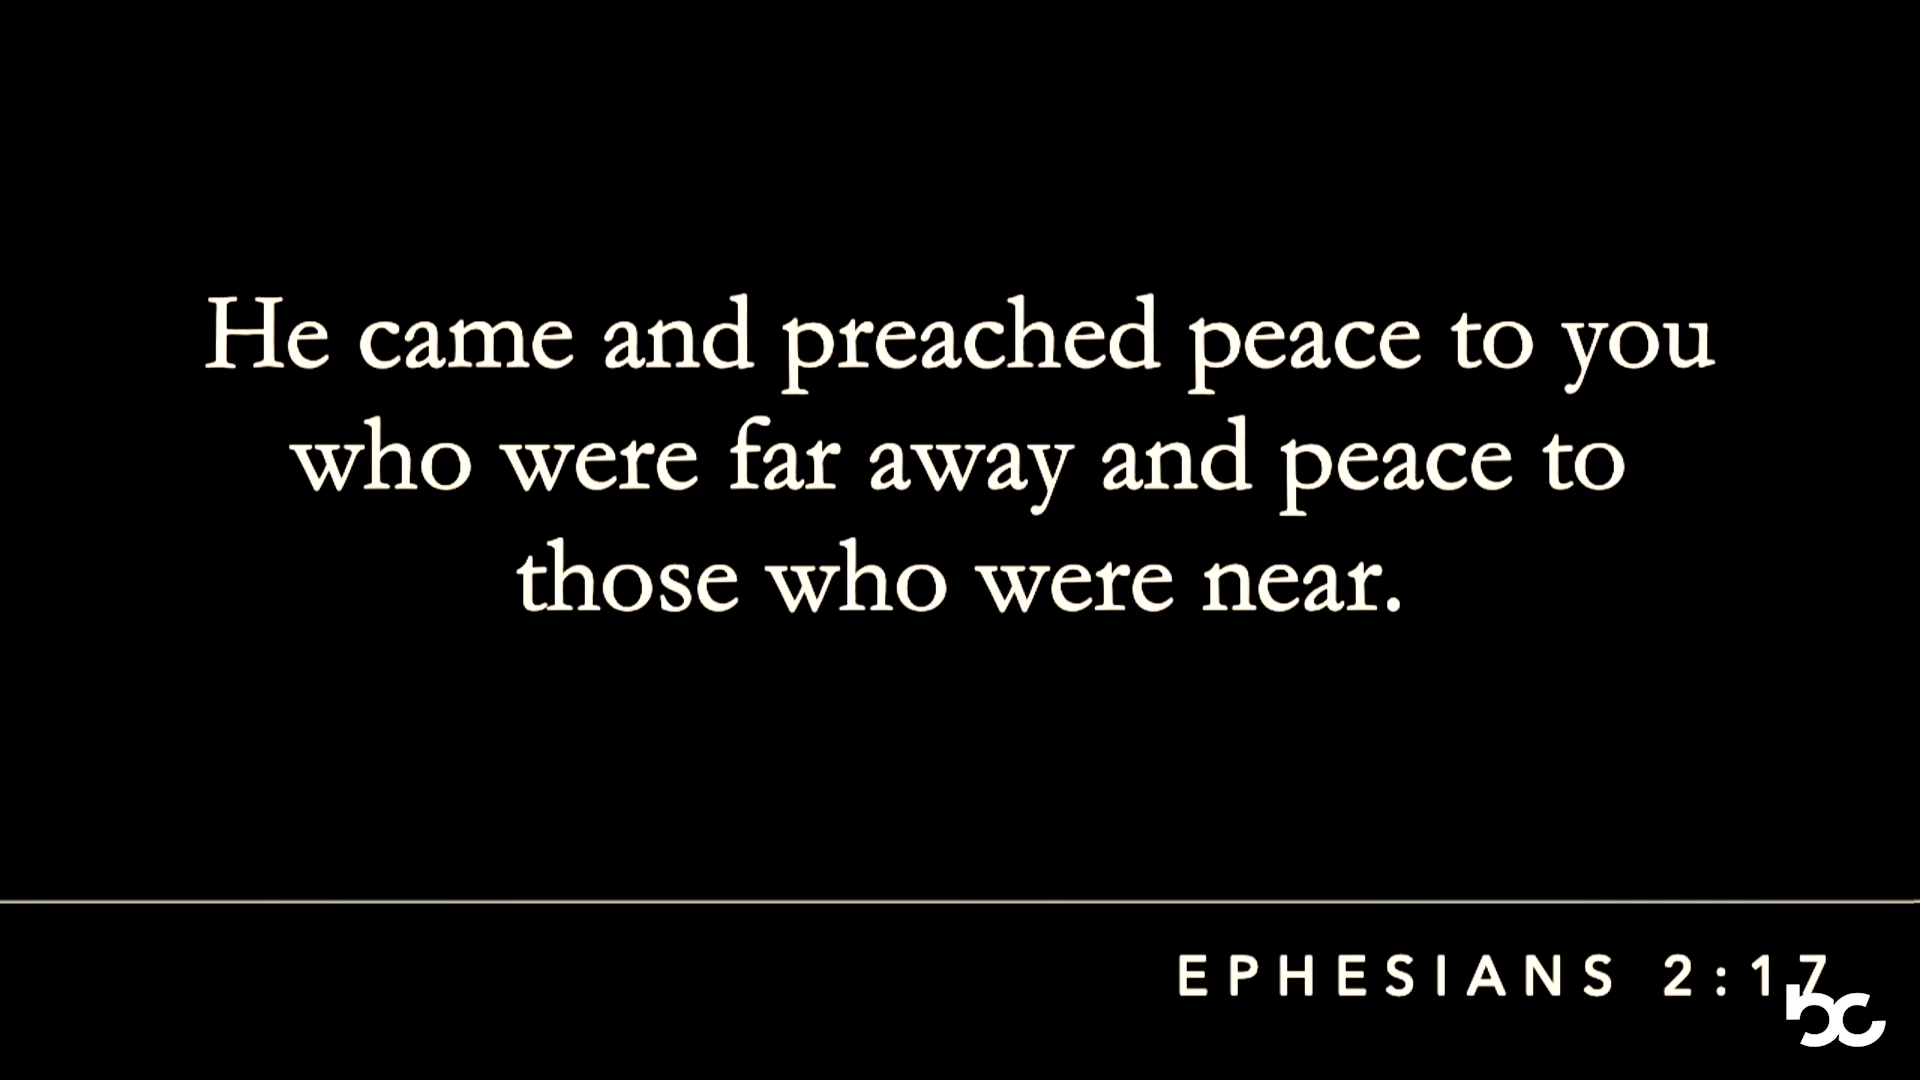 He came and preached peace to you
who were far away and peace to
those who were near.
EPHESIANS 2:17
bc